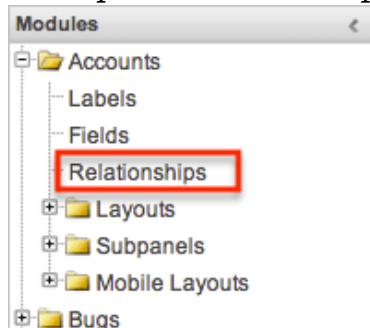 Modules
Accounts
Labels
Fields
Relationships
Layouts
Subpanels
Mobile Layouts
Bugs